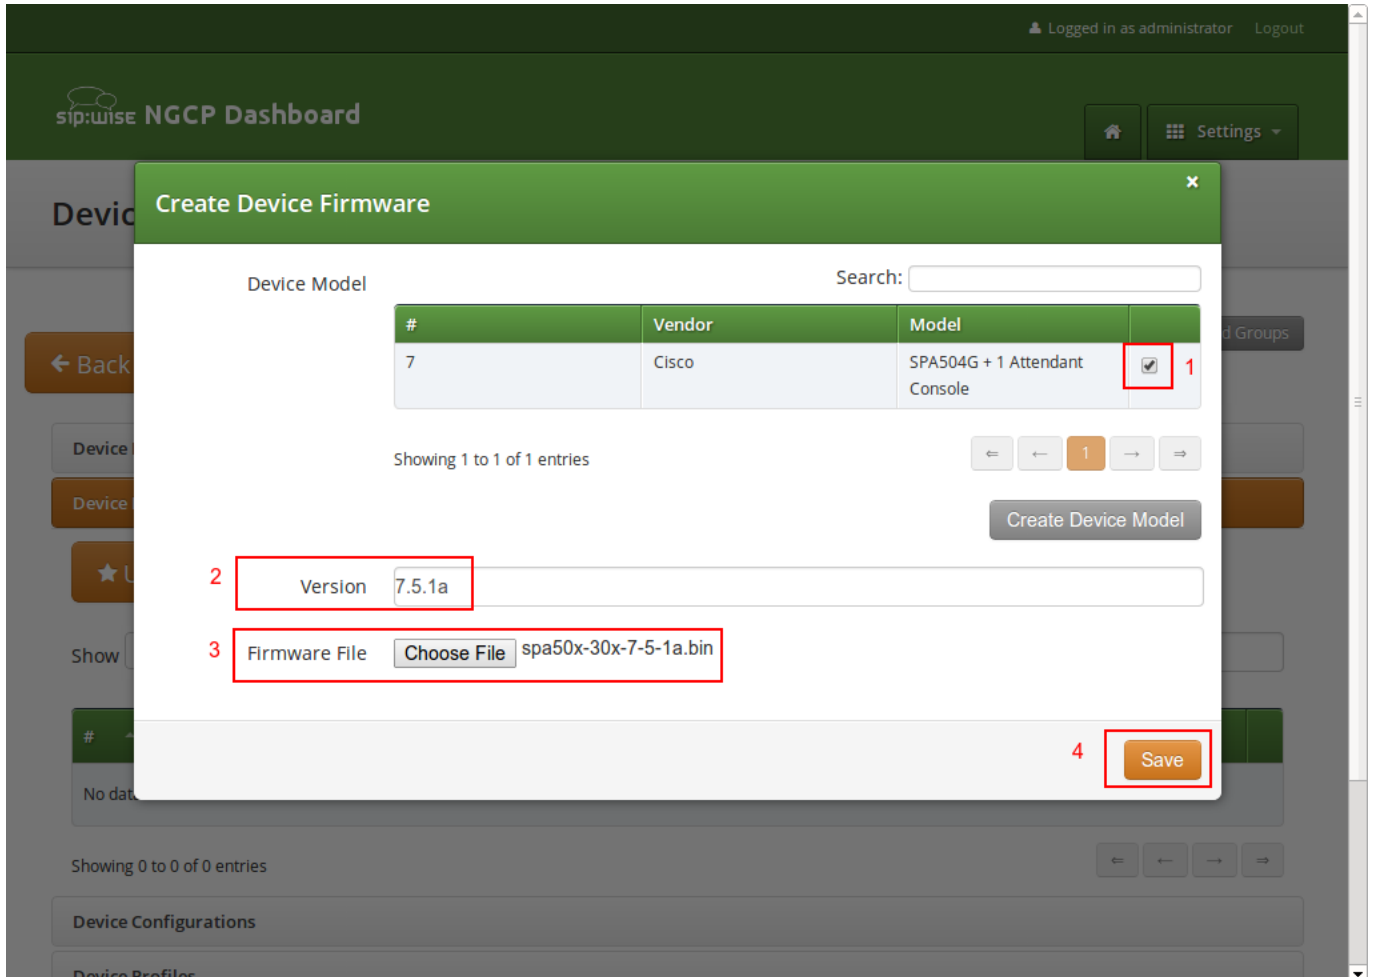 Logged in as administrator Logout
sip:wise NGCP Dashboard
Settings
Create Device Firmware
Devic
Device Model
Search:
# Vendor Model
d Groups
7 Cisco SPA504G + 1 Attendant
Console
1
Back
Device
Showing 1 to 1 of 1 entries
⇐ ← 1 → ⇒
Device
Create Device Model
2 Version 7.5.1a
3 Firmware File Choose File spa50x-30x-7-5-1a.bin
Show
#
4 Save
No dat
Showing 0 to 0 of 0 entries
⇐ ← → ⇒
Device Configurations
Device Profiles